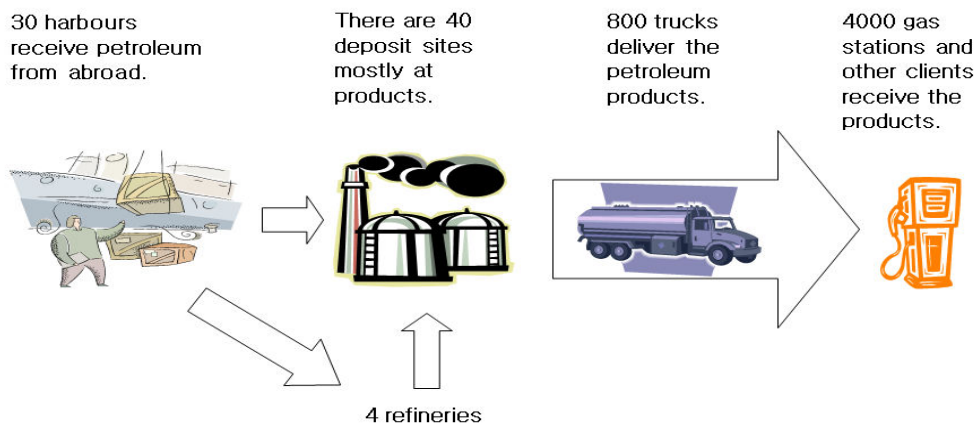 30 harbours
receive petroleum
from abroad.
There are 40
deposit sites
mostly at
products.
800 trucks
deliver the
petroleum
products.
4000 gas
stations and
other clients
receive the
products.
4 refineries